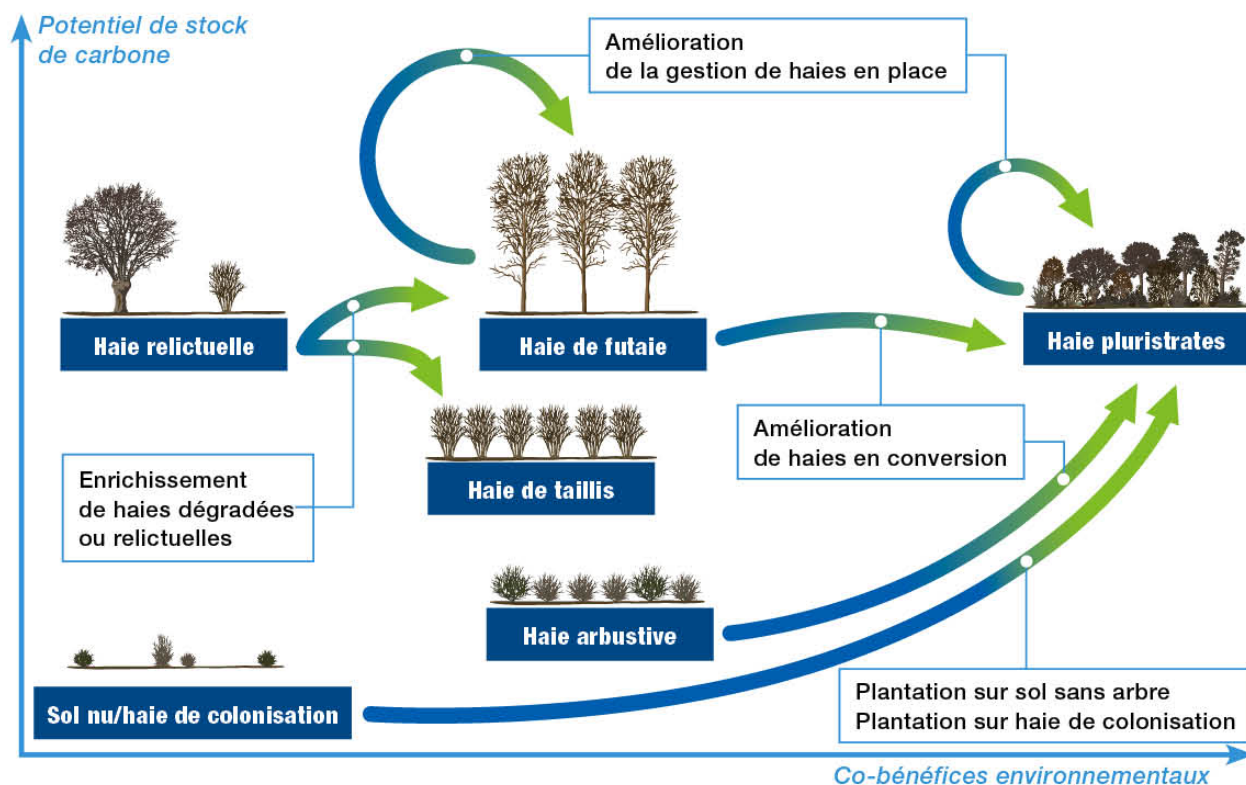 Potentiel de stock
de carbone
Amélioration
de la gestion de haies en place
Haie relictuelle
Haie de futaie
Haie pluristrates
Amélioration
de haies en conversion
Enrichissement
de haies dégradées
ou relictuelles
Haie de taillis
Haie arbustive
Sol nu/haie de colonisation
Plantation sur sol sans arbre
Plantation sur haie de colonisation
Co-bénéfices environnementaux